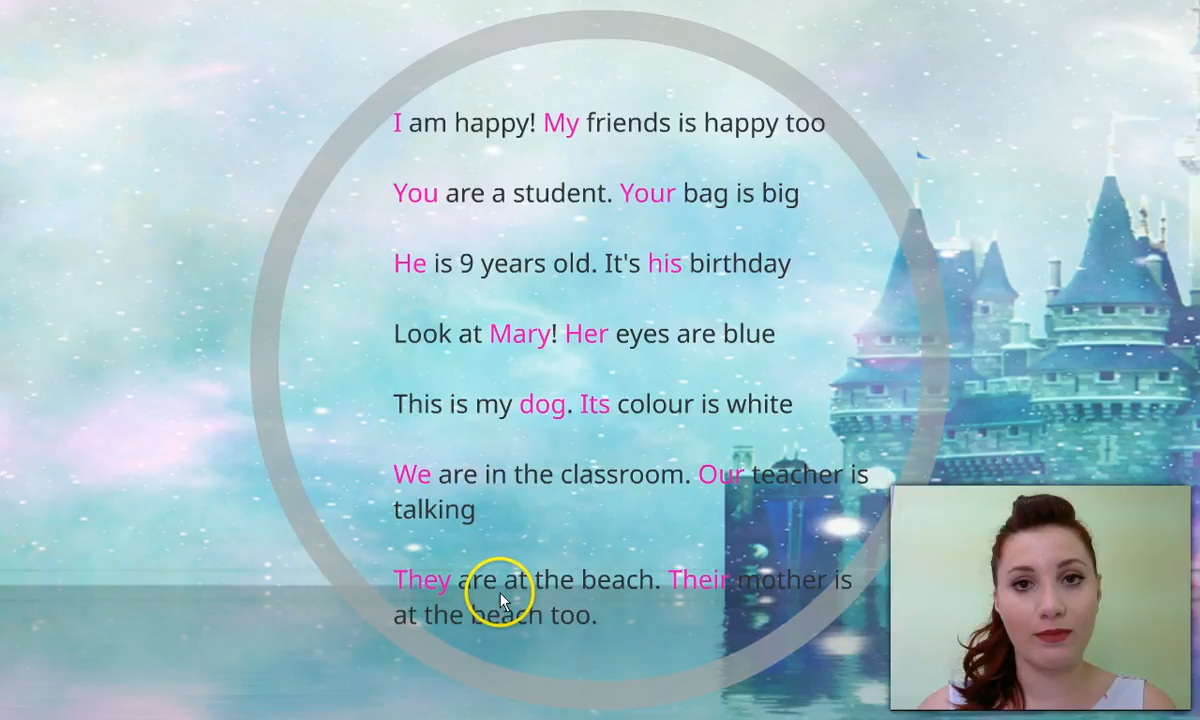 I am happy! My friends is happy too
You are a student. Your bag is big
He is 9 years old. It's his birthday
Look at Mary! Her eyes are blue
This is my dog. Its colour is white
We are in the classroom. Our teacher is
talking
They are at the beach. Their mother is
at the beach too.